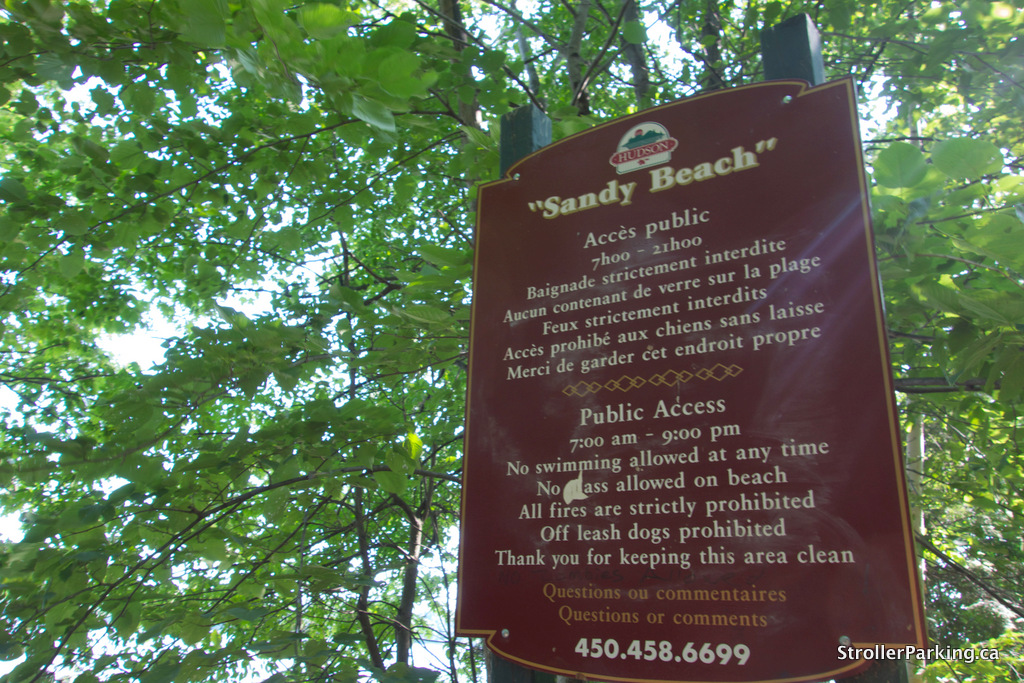 HUDSON
"Sandy Beach"
Accès public
7h00 - 21h00
Baignade strictement interdite
Aucun contenant de verre sur la plage
Feux strictement interdits
Accès prohibé aux chiens sans laisse
Merci de garder cet endroit propre
Public Access
7:00 am - 9:00 pm
No swimming allowed at any time
No ass allowed on beach
All fires are strictly prohibited
Off leash dogs prohibited
Thank you for keeping this area clean
Questions ou commentaires
Questions or comments
450.458.6699
StrollerParking.ca